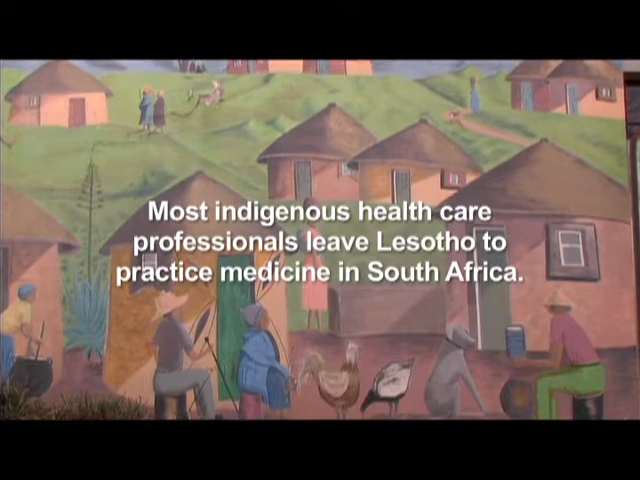 Most indigenous health care
professionals leave Lesotho to
practice medicine in South Africa.